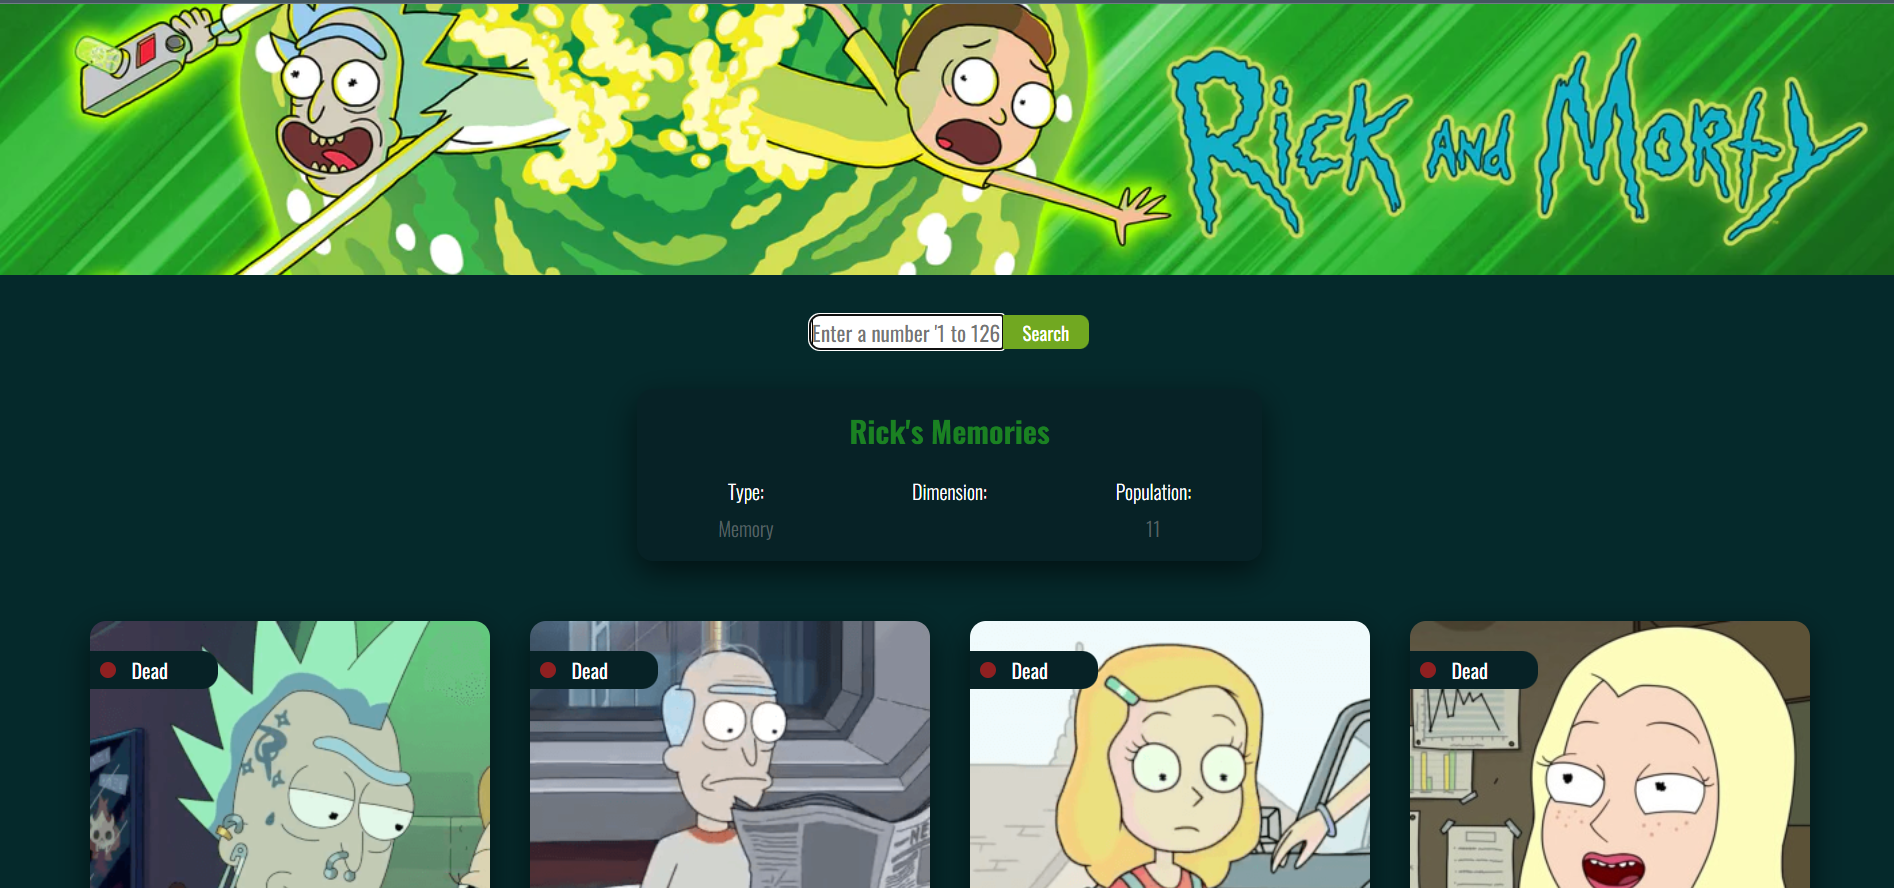 Rick and Morty
Enter a number '1 to 126
Search
Rick's Memories
Type:
Dimension:
Population:
Memory
11
Dead
Dead
Dead
Dead